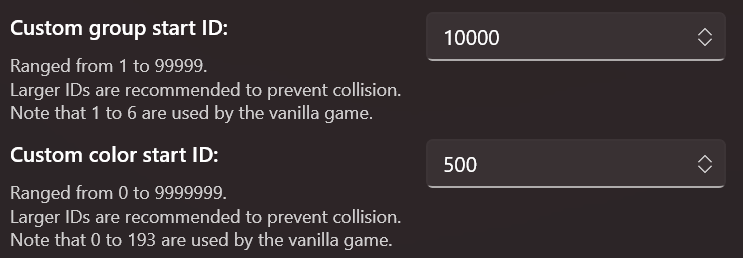 Custom group start ID:
10000
Ranged from 1 to 99999.
Larger IDs are recommended to prevent collision.
Note that 1 to 6 are used by the vanilla game.
Custom color start ID:
500
Ranged from 0 to 9999999.
Larger IDs are recommended to prevent collision.
Note that 0 to 193 are used by the vanilla game.